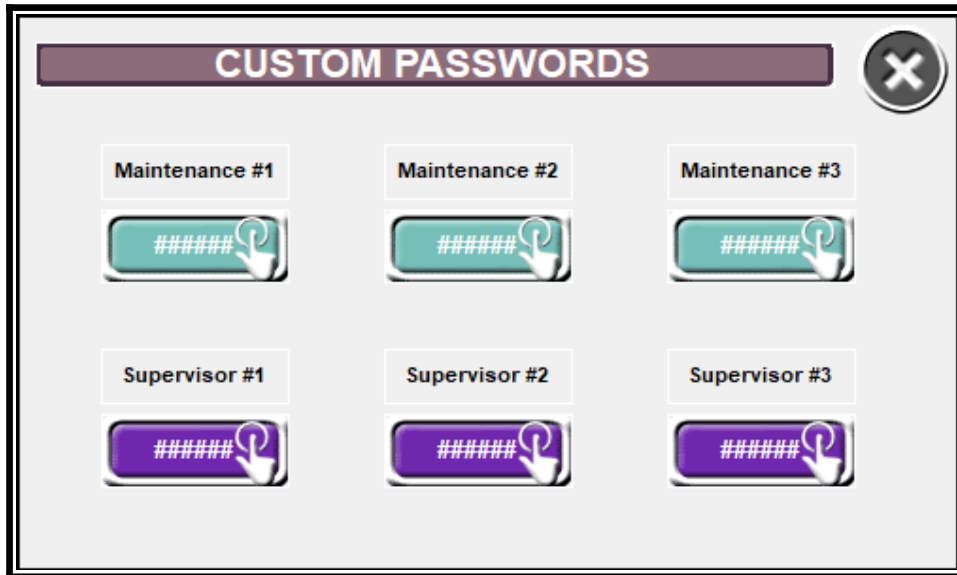 CUSTOM PASSWORDS
Maintenance #1 Maintenance #2 Maintenance #3
###### ###### ######
Supervisor #1 Supervisor #2 Supervisor #3
###### ###### ######